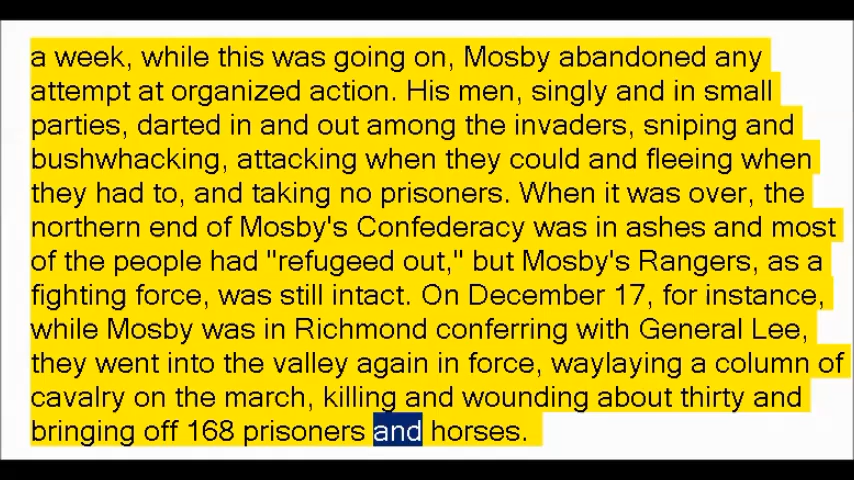 a week, while this was going on, Mosby abandoned any
attempt at organized action. His men, singly and in small
parties, darted in and out among the invaders, sniping and
bushwhacking, attacking when they could and fleeing when
they had to, and taking no prisoners. When it was over, the
northern end of Mosby's Confederacy was in ashes and most
of the people had "refugeed out," but Mosby's Rangers, as a
fighting force, was still intact. On December 17, for instance,
while Mosby was in Richmond conferring with General Lee,
they went into the valley again in force, waylaying a column of
cavalry on the march, killing and wounding about thirty and
bringing off 168 prisoners and horses.